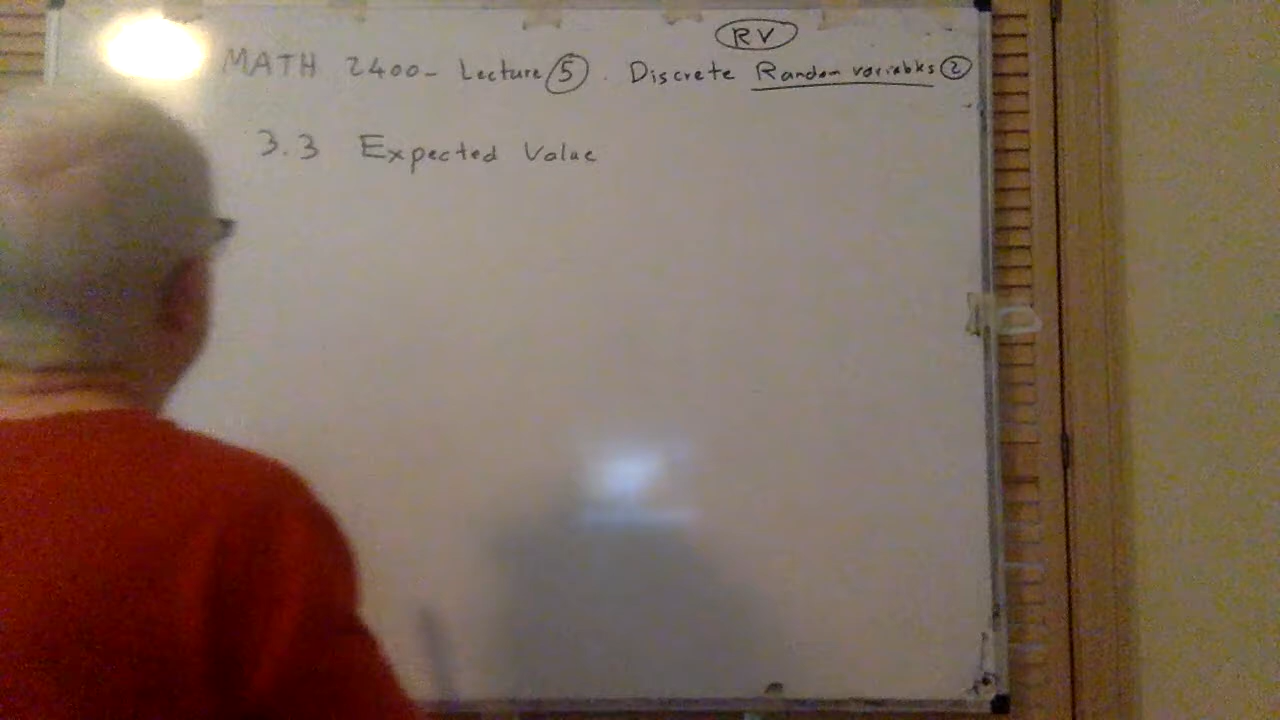 RV
MATH 2400- Lecture 5. Discrete Random variables 2
3.3 Expected Value